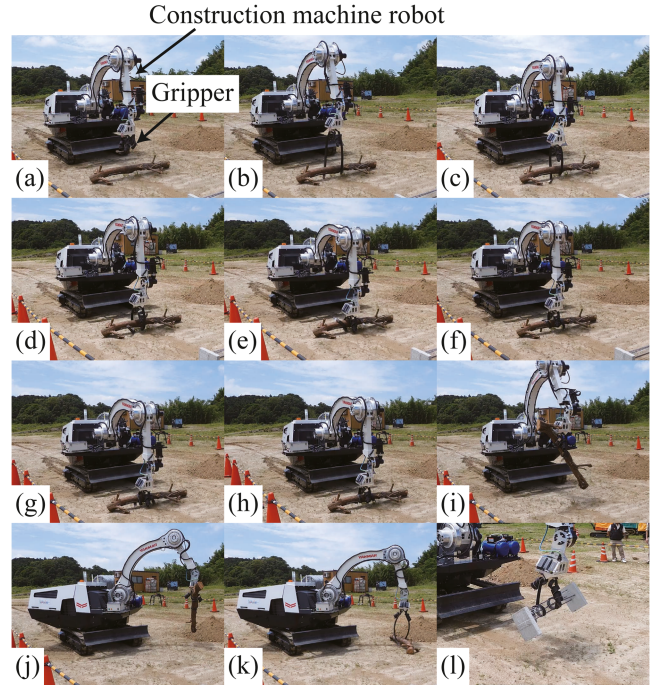 Construction machine robot
Gripper
(a)
(b)
(c)
(d)
(e)
(f)
(g)
(h)
(i)
(j)
(k)
(l)